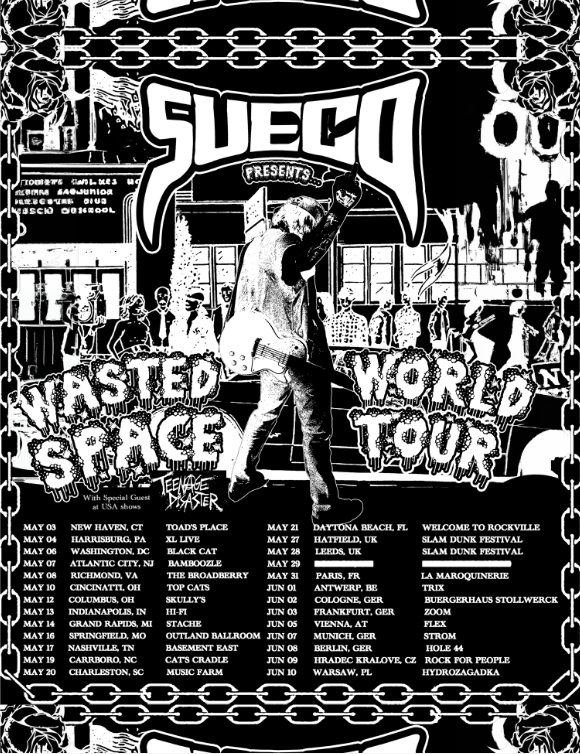 SUECO
PRESENTS...
WASTED
SPACE
WORLD
TOUR
N
OU
With Special Guest
at USA shows
TEENAGE
DISASTER
MAY 03 NEW HAVEN, CT TOAD'S PLACE
MAY 04 HARRISBURG, PA XL LIVE
MAY 06 WASHINGTON, DC BLACK CAT
MAY 07 ATLANTIC CITY, NJ BAMBOOZLE
MAY 08 RICHMOND, VA THE BROADBERRY
MAY 10 CINCINATTI, OH TOP CATS
MAY 12 COLUMBUS, OH SKULLY'S
MAY 13 INDIANAPOLIS, IN HI-FI
MAY 14 GRAND RAPIDS, MI STACHE
MAY 16 SPRINGFIELD, MO OUTLAND BALLROOM
MAY 17 NASHVILLE, TN BASEMENT EAST
MAY 19 CARRBORO, NC CAT'S CRADLE
MAY 20 CHARLESTON, SC MUSIC FARM
MAY 21 DAYTONA BEACH, FL WELCOME TO ROCKVILLE
MAY 27 HATFIELD, UK SLAM DUNK FESTIVAL
MAY 28 LEEDS, UK SLAM DUNK FESTIVAL
MAY 29
MAY 31 PARIS, FR LA MAROQUINERIE
JUN 01 ANTWERP, BE TRIX
JUN 02 COLOGNE, GER BUERGERHAUS STOLLWERCK
JUN 03 FRANKFURT, GER ZOOM
JUN 05 VIENNA, AT FLEX
JUN 07 MUNICH, GER STROM
JUN 08 BERLIN, GER HOLE 44
JUN 09 HRADEC KRALOVE, CZ ROCK FOR PEOPLE
JUN 10 WARSAW, PL HYDROZAGADKA